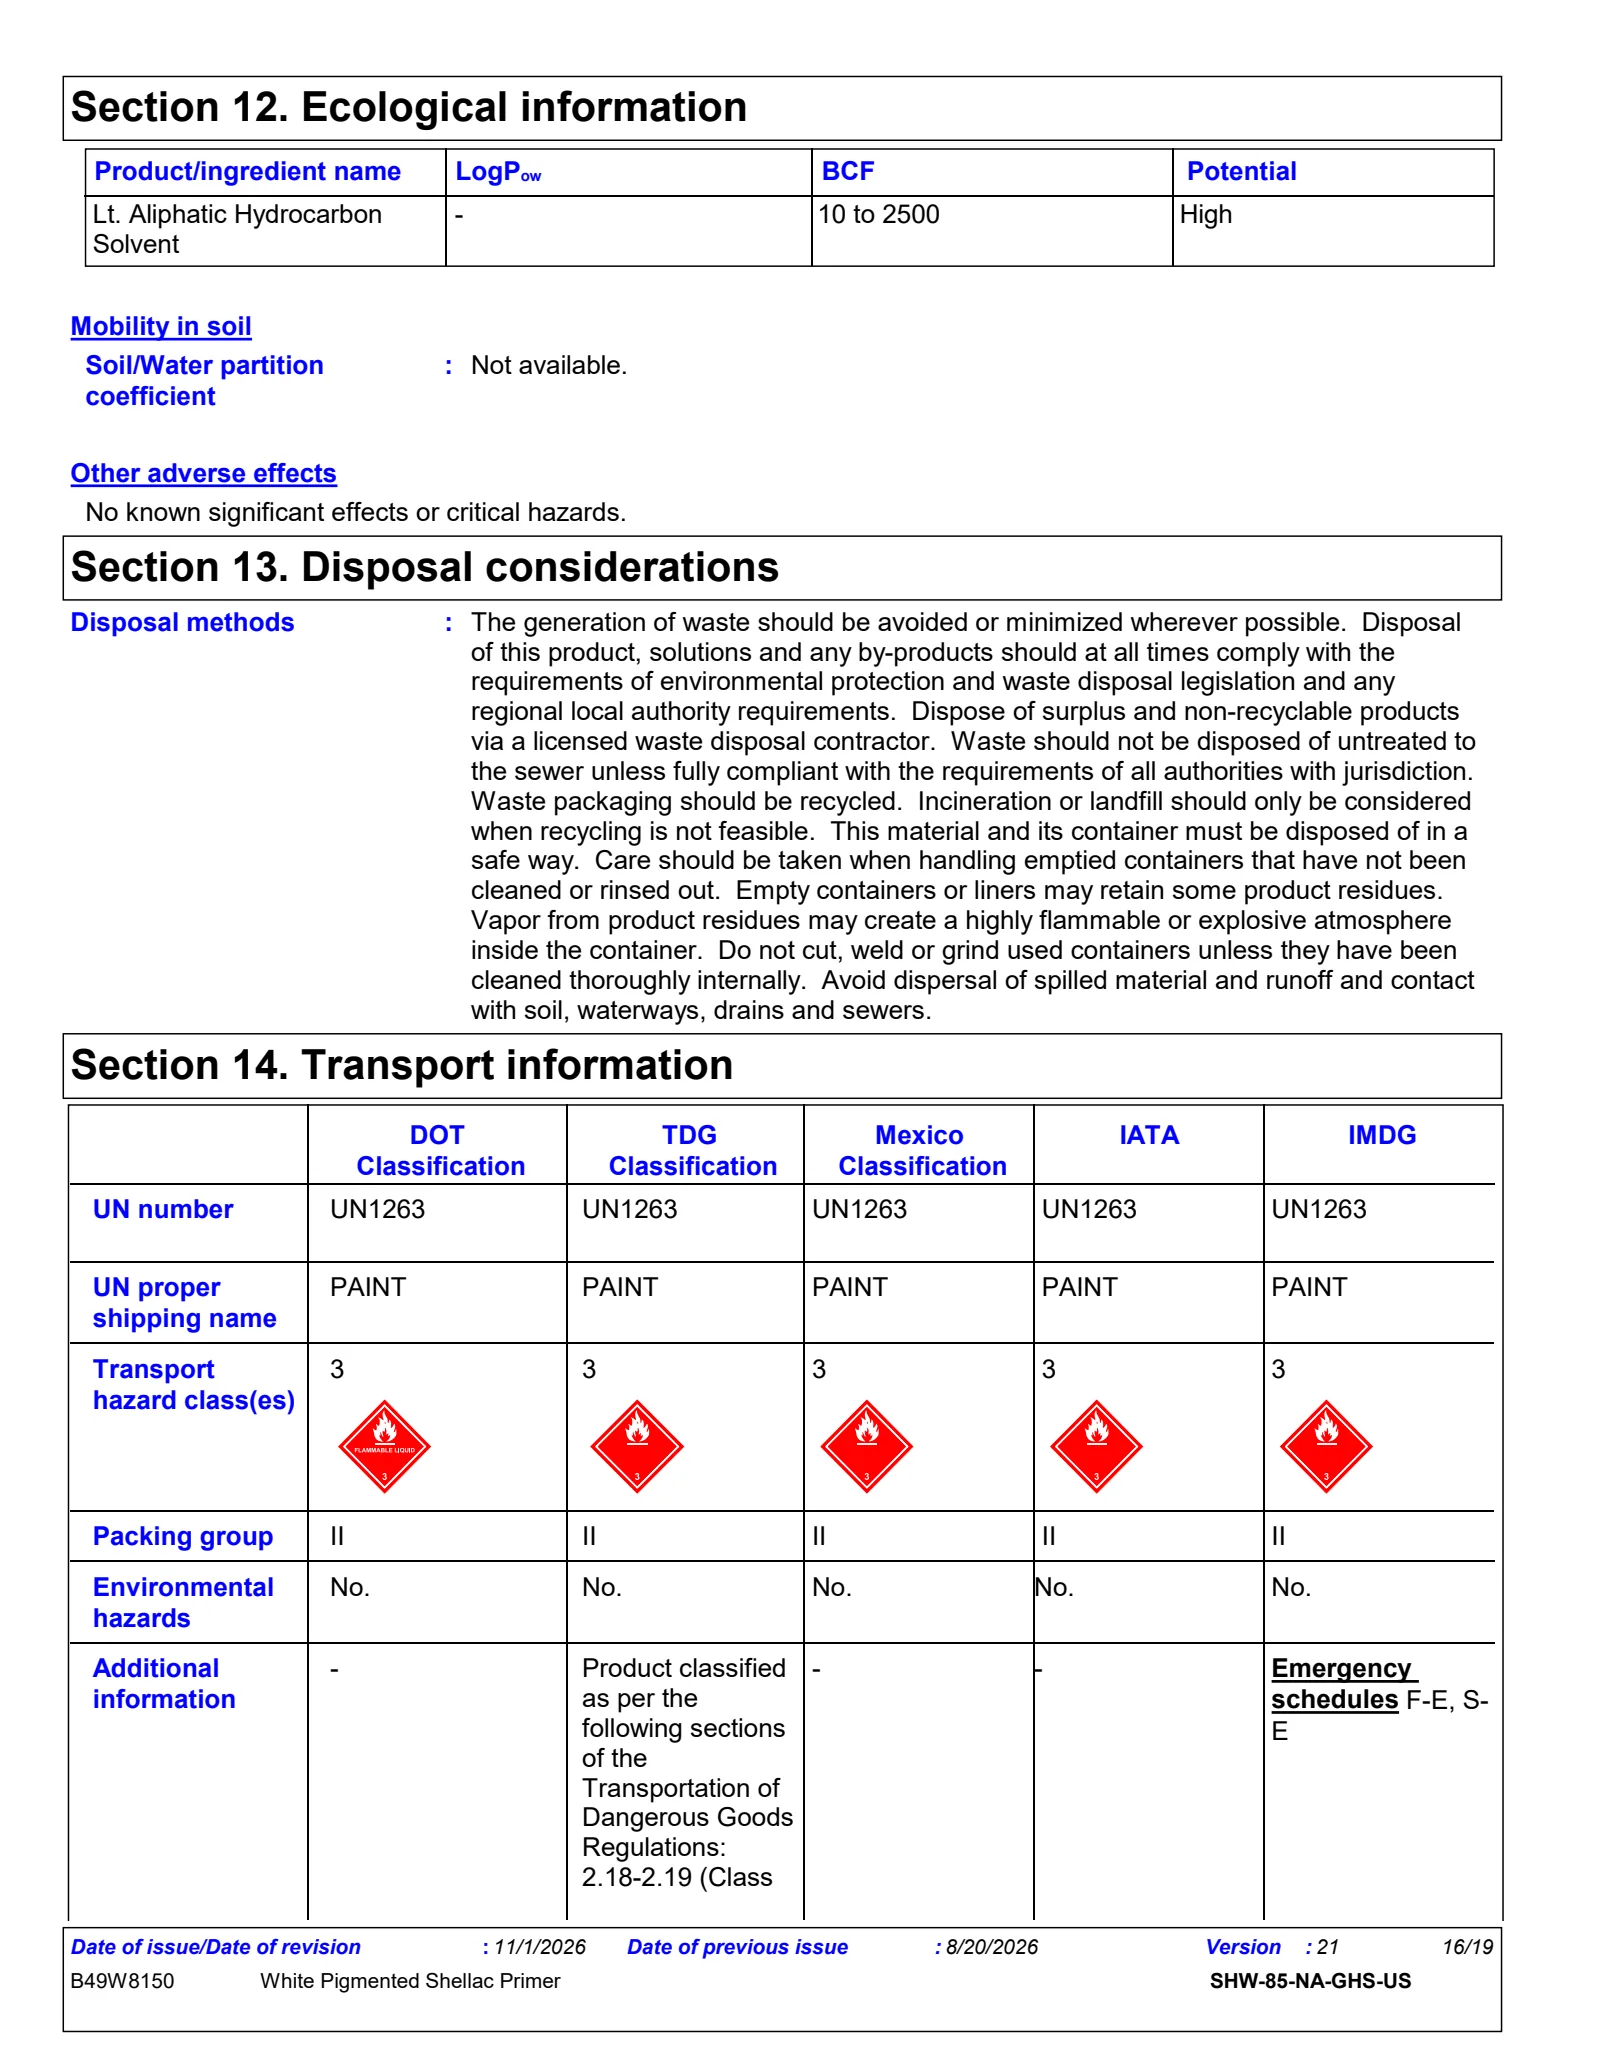 Section 12. Ecological information
Product/ingredient name LogPow BCF Potential
Lt. Aliphatic Hydrocarbon - 10 to 2500 High
Solvent
Mobility in soil
Soil/Water partition : Not available.
coefficient
Other adverse effects
No known significant effects or critical hazards.
Section 13. Disposal considerations
Disposal methods : The generation of waste should be avoided or minimized wherever possible. Disposal
of this product, solutions and any by-products should at all times comply with the
requirements of environmental protection and waste disposal legislation and any
regional local authority requirements. Dispose of surplus and non-recyclable products
via a licensed waste disposal contractor. Waste should not be disposed of untreated to
the sewer unless fully compliant with the requirements of all authorities with jurisdiction.
Waste packaging should be recycled. Incineration or landfill should only be considered
when recycling is not feasible. This material and its container must be disposed of in a
safe way. Care should be taken when handling emptied containers that have not been
cleaned or rinsed out. Empty containers or liners may retain some product residues.
Vapor from product residues may create a highly flammable or explosive atmosphere
inside the container. Do not cut, weld or grind used containers unless they have been
cleaned thoroughly internally. Avoid dispersal of spilled material and runoff and contact
with soil, waterways, drains and sewers.
Section 14. Transport information
DOT TDG Mexico IATA IMDG
Classification Classification Classification
UN number UN1263 UN1263 UN1263 UN1263 UN1263
UN proper PAINT PAINT PAINT PAINT PAINT
shipping name
Transport 3 3 3 3 3
hazard class(es)
FLAMMABLE LIQUID
3 3 3 3 3
Packing group II II II II II
Environmental No. No. No. No. No.
hazards
Additional - Product classified - - Emergency
information as per the schedules F-E, S-
following sections E
of the
Transportation of
Dangerous Goods
Regulations:
2.18-2.19 (Class
Date of issue/Date of revision : 11/1/2026 Date of previous issue : 8/20/2026 Version : 21 16/19
B49W8150 White Pigmented Shellac Primer SHW-85-NA-GHS-US